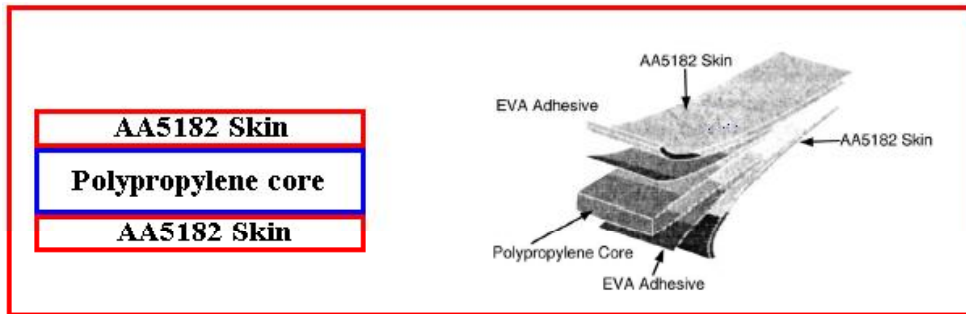 AA5182 Skin
Polypropylene core
AA5182 Skin
AA5182 Skin
EVA Adhesive
AA5182 Skin
Polypropylene Core
EVA Adhesive